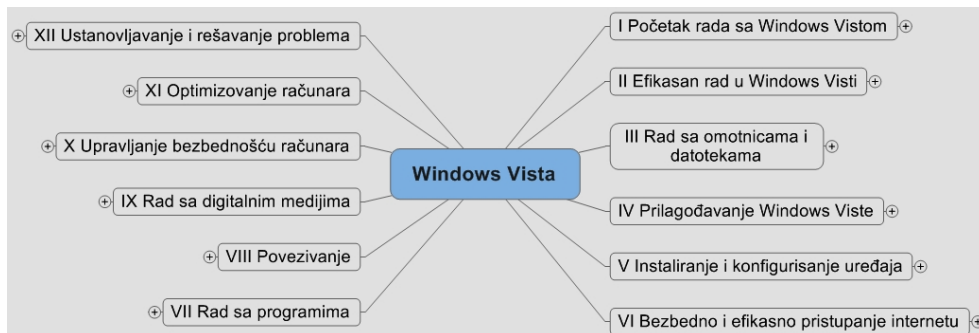 XII Ustanovljavanje i rešavanje problema
XI Optimizovanje računara
X Upravljanje bezbednošću računara
IX Rad sa digitalnim medijima
VIII Povezivanje
VII Rad sa programima
Windows Vista
I Početak rada sa Windows Vistom
II Efikasan rad u Windows Visti
III Rad sa omotnicama i
datotekama
IV Prilagođavanje Windows Viste
V Instaliranje i konfigurisanje uređaja
VI Bezbedno i efikasno pristupanje internetu